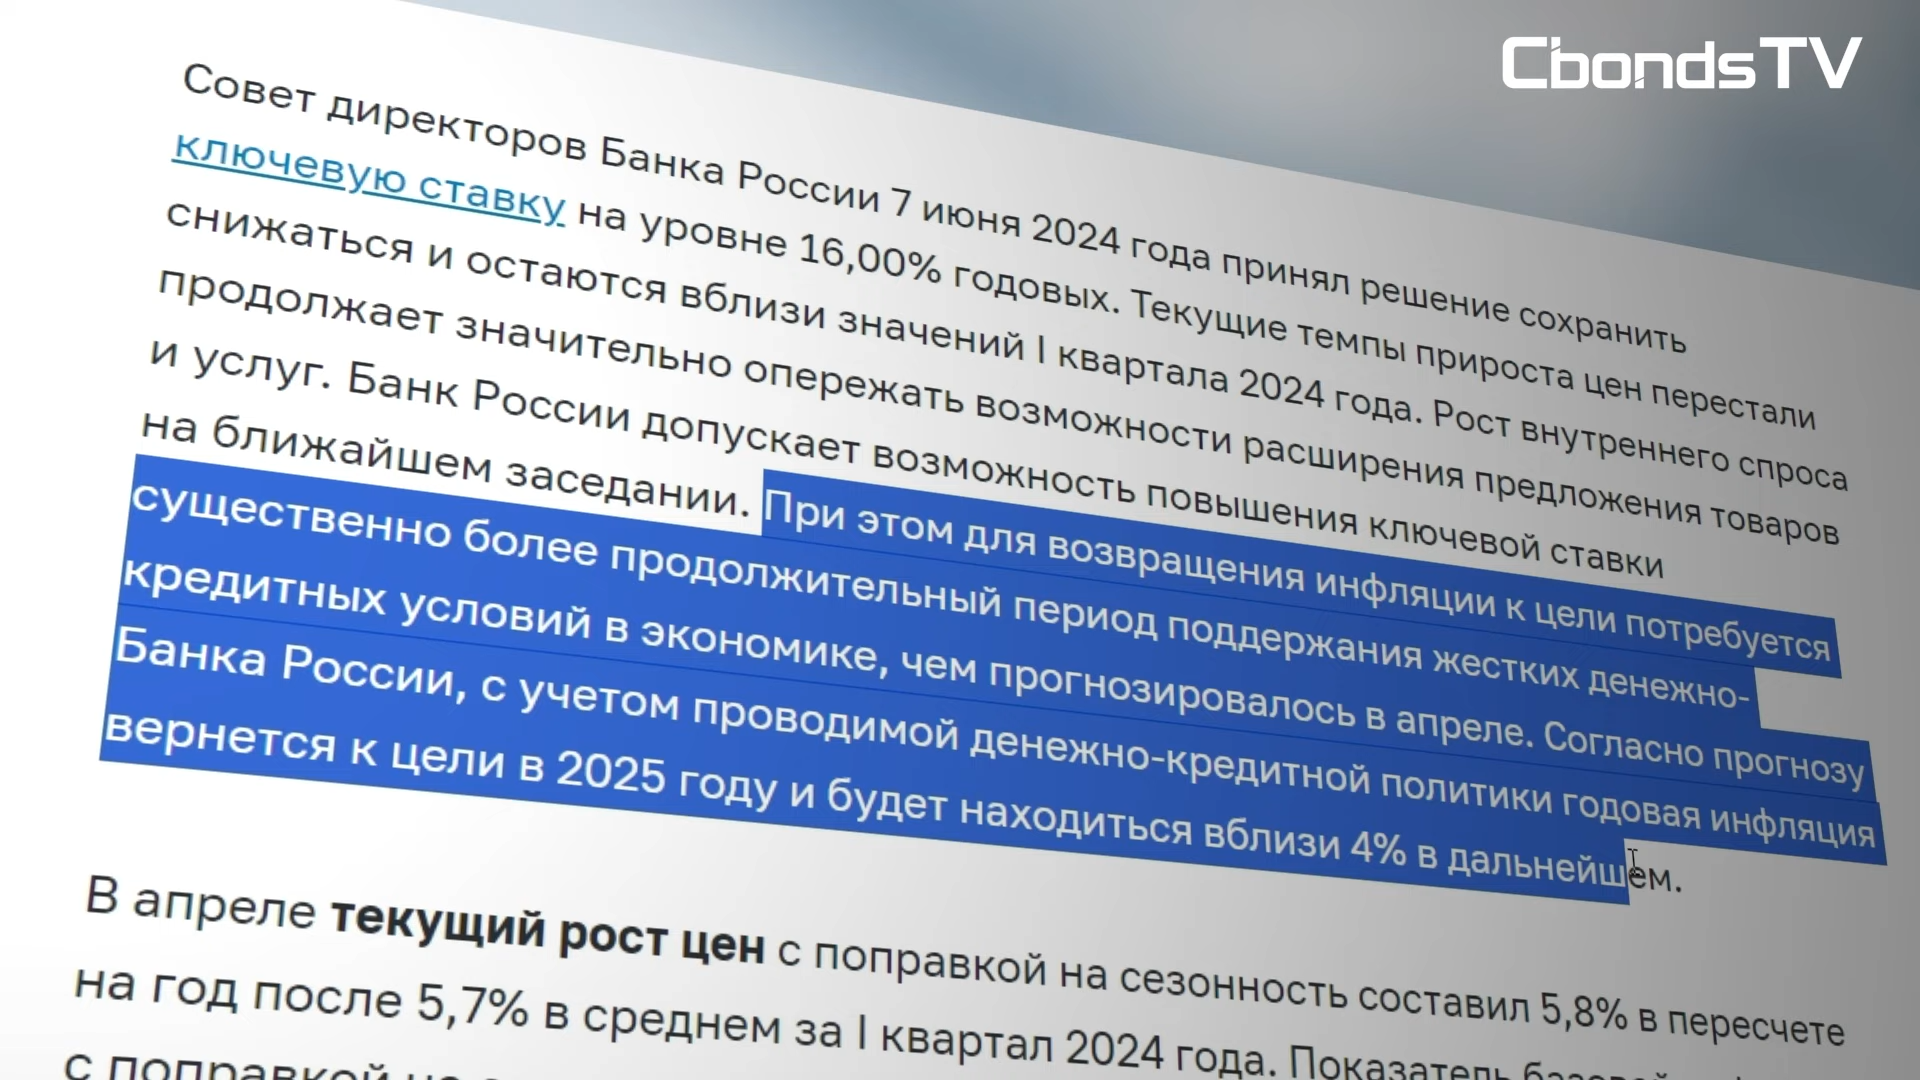 CbondsTV
Совет директоров Банка России 7 июня 2024 года принял решение сохранить
ключевую ставку на уровне 16,00% годовых. Текущие темпы прироста цен перестали
снижаться и остаются вблизи значений I квартала 2024 года. Рост внутреннего спроса
продолжает значительно опережать возможности расширения предложения товаров
и услуг. Банк России допускает возможность повышения ключевой ставки
на ближайшем заседании. При этом для возвращения инфляции к цели потребуется
существенно более продолжительный период поддержания жестких денежно-
кредитных условий в экономике, чем прогнозировалось в апреле. Согласно прогнозу
Банка России, с учетом проводимой денежно-кредитной политики годовая инфляция
вернется к цели в 2025 году и будет находиться вблизи 4% в дальнейшем.
В апреле текущий рост цен с поправкой на сезонность составил 5,8% в пересчете
на год после 5,7% в среднем за I квартал 2024 года. Показатель
с поправкой на